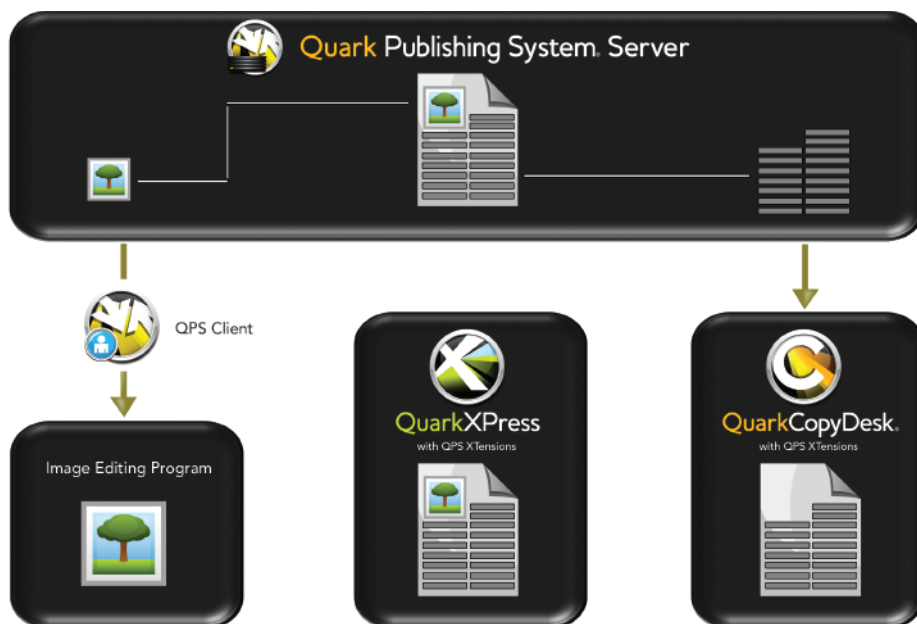 Quark Publishing System® Server
QPS Client
Image Editing Program
QuarkXPress
with QPS XTensions
QuarkCopyDesk®
with QPS XTensions